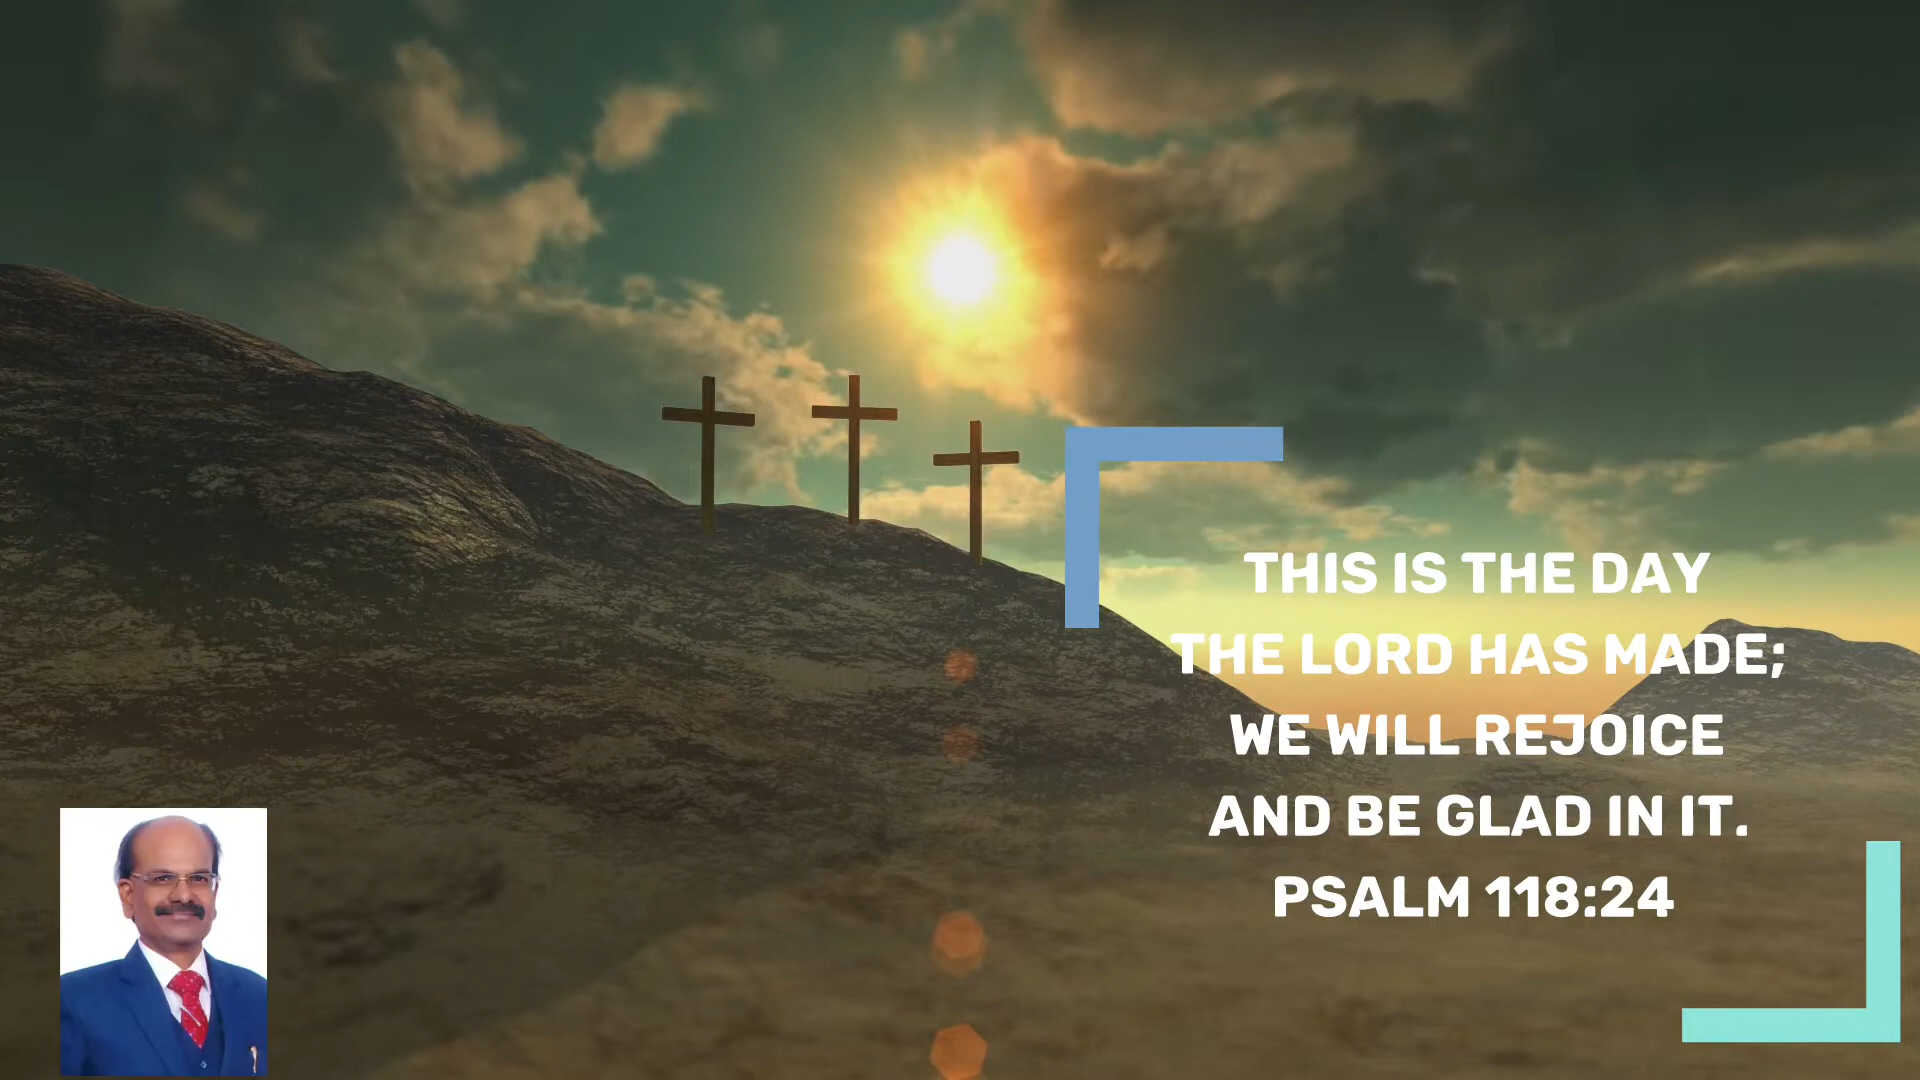 THIS IS THE DAY
THE LORD HAS MADE;
WE WILL REJOICE
AND BE GLAD IN IT.
PSALM 118:24